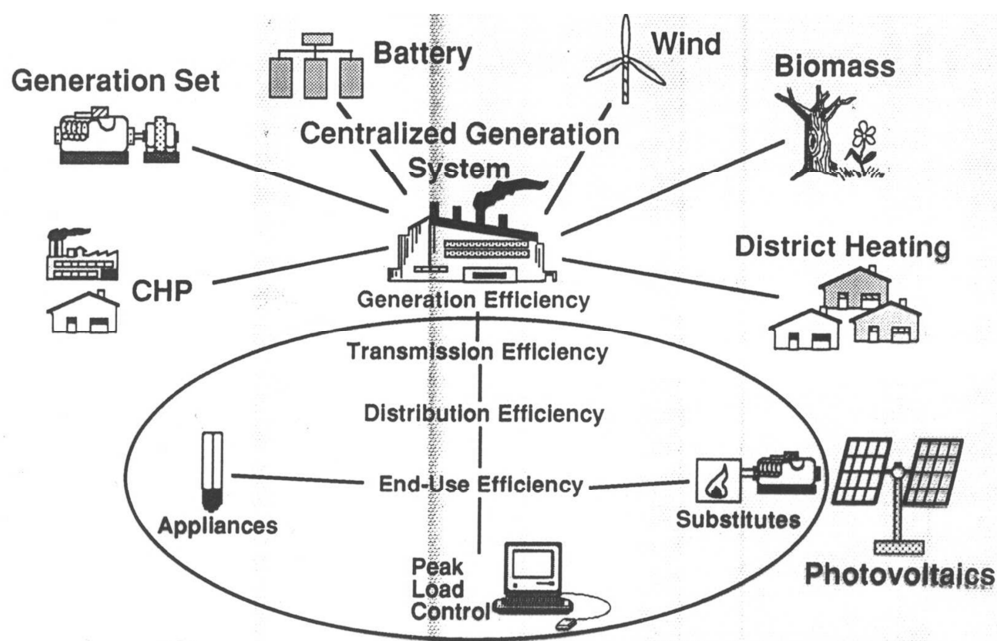 Battery
Wind
Generation Set
Biomass
Centralized Generation
System
CHP
District Heating
Generation Efficiency
Transmission Efficiency
Distribution Efficiency
End-Use Efficiency
Appliances
Substitutes
Photovoltaics
Peak
Load
Control